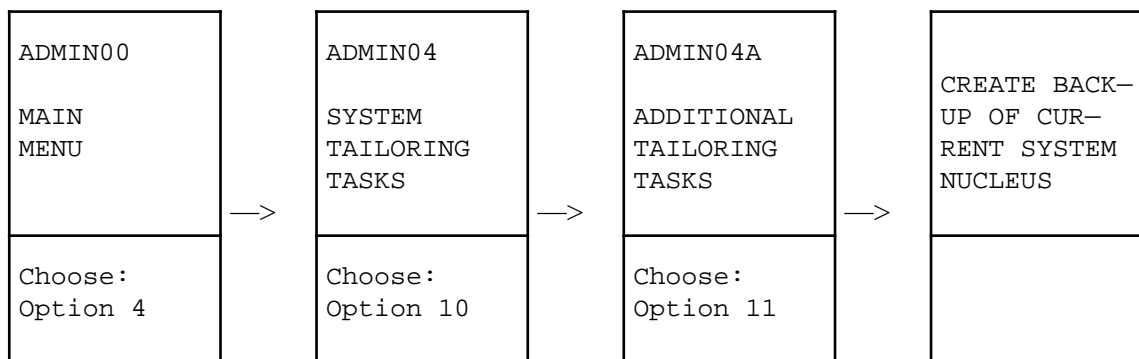 ADMIN00
MAIN
MENU
Choose:
Option 4
—>
ADMIN04
SYSTEM
TAILORING
TASKS
Choose:
Option 10
—>
ADMIN04A
ADDITIONAL
TAILORING
TASKS
Choose:
Option 11
—>
CREATE BACK—
UP OF CUR—
RENT SYSTEM
NUCLEUS